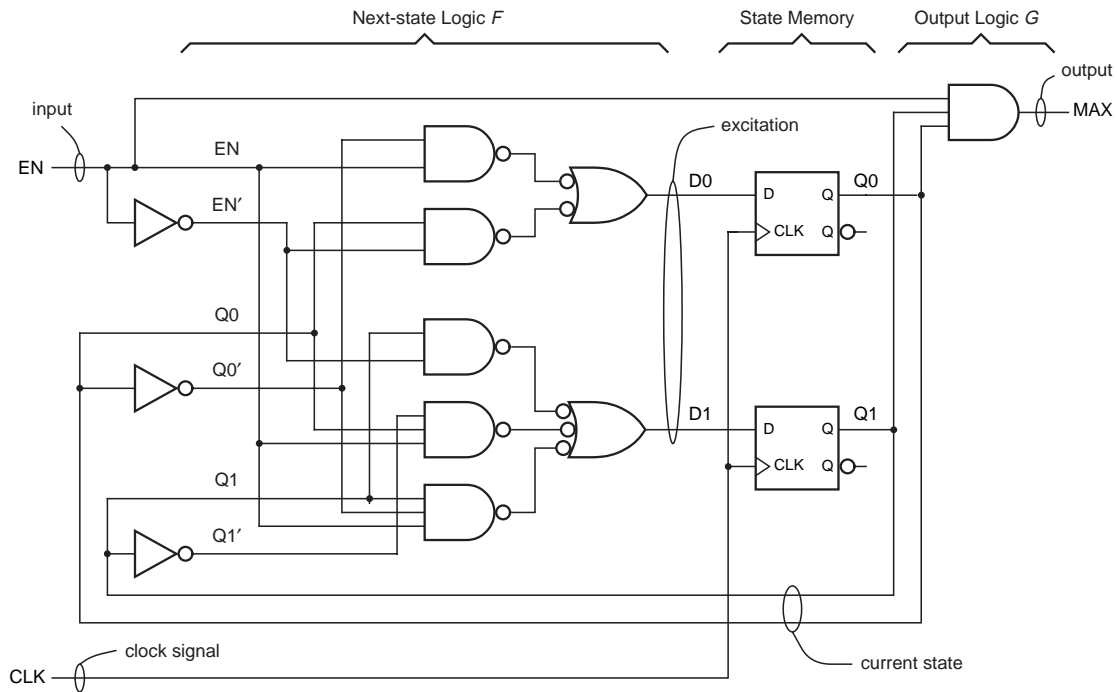 Next-state Logic F
State Memory
Output Logic G
input
output
MAX
excitation
EN
EN
EN′
D0
D
Q
Q0
CLK
Q
Q0
Q0′
D1
D
Q
Q1
CLK
Q
Q1
Q1′
clock signal
current state
CLK